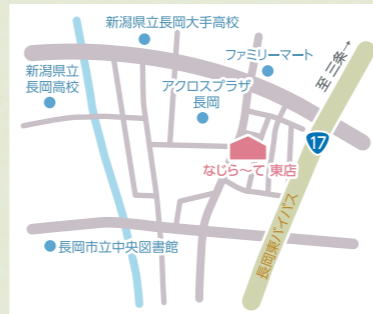 新潟県立長岡大手高校
ファミリーマート
至 三条→
新潟県立
長岡高校
アクロスプラザ
長岡
17
なじら〜て 東店
長岡東バイパス
長岡市立中央図書館